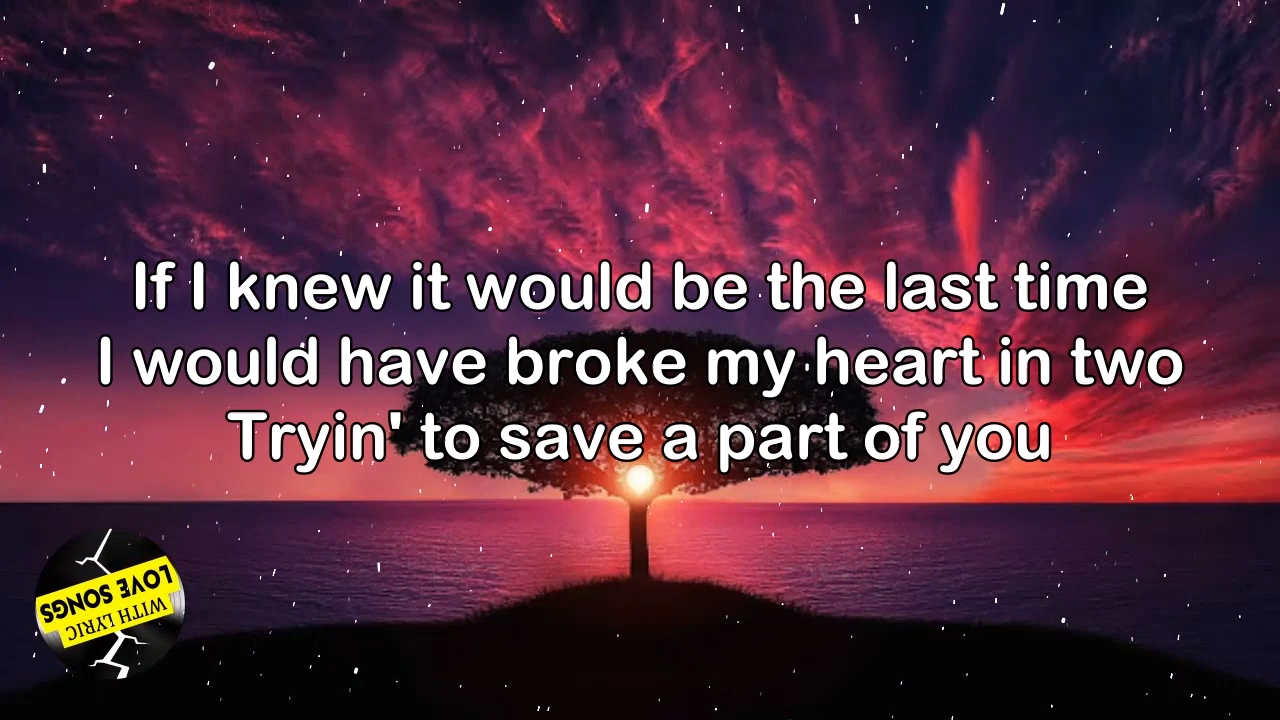 If I knew it would be the last time
I would have broke my heart in two
Tryin' to save a part of you
LOVE SONGS
WITH LYRIC